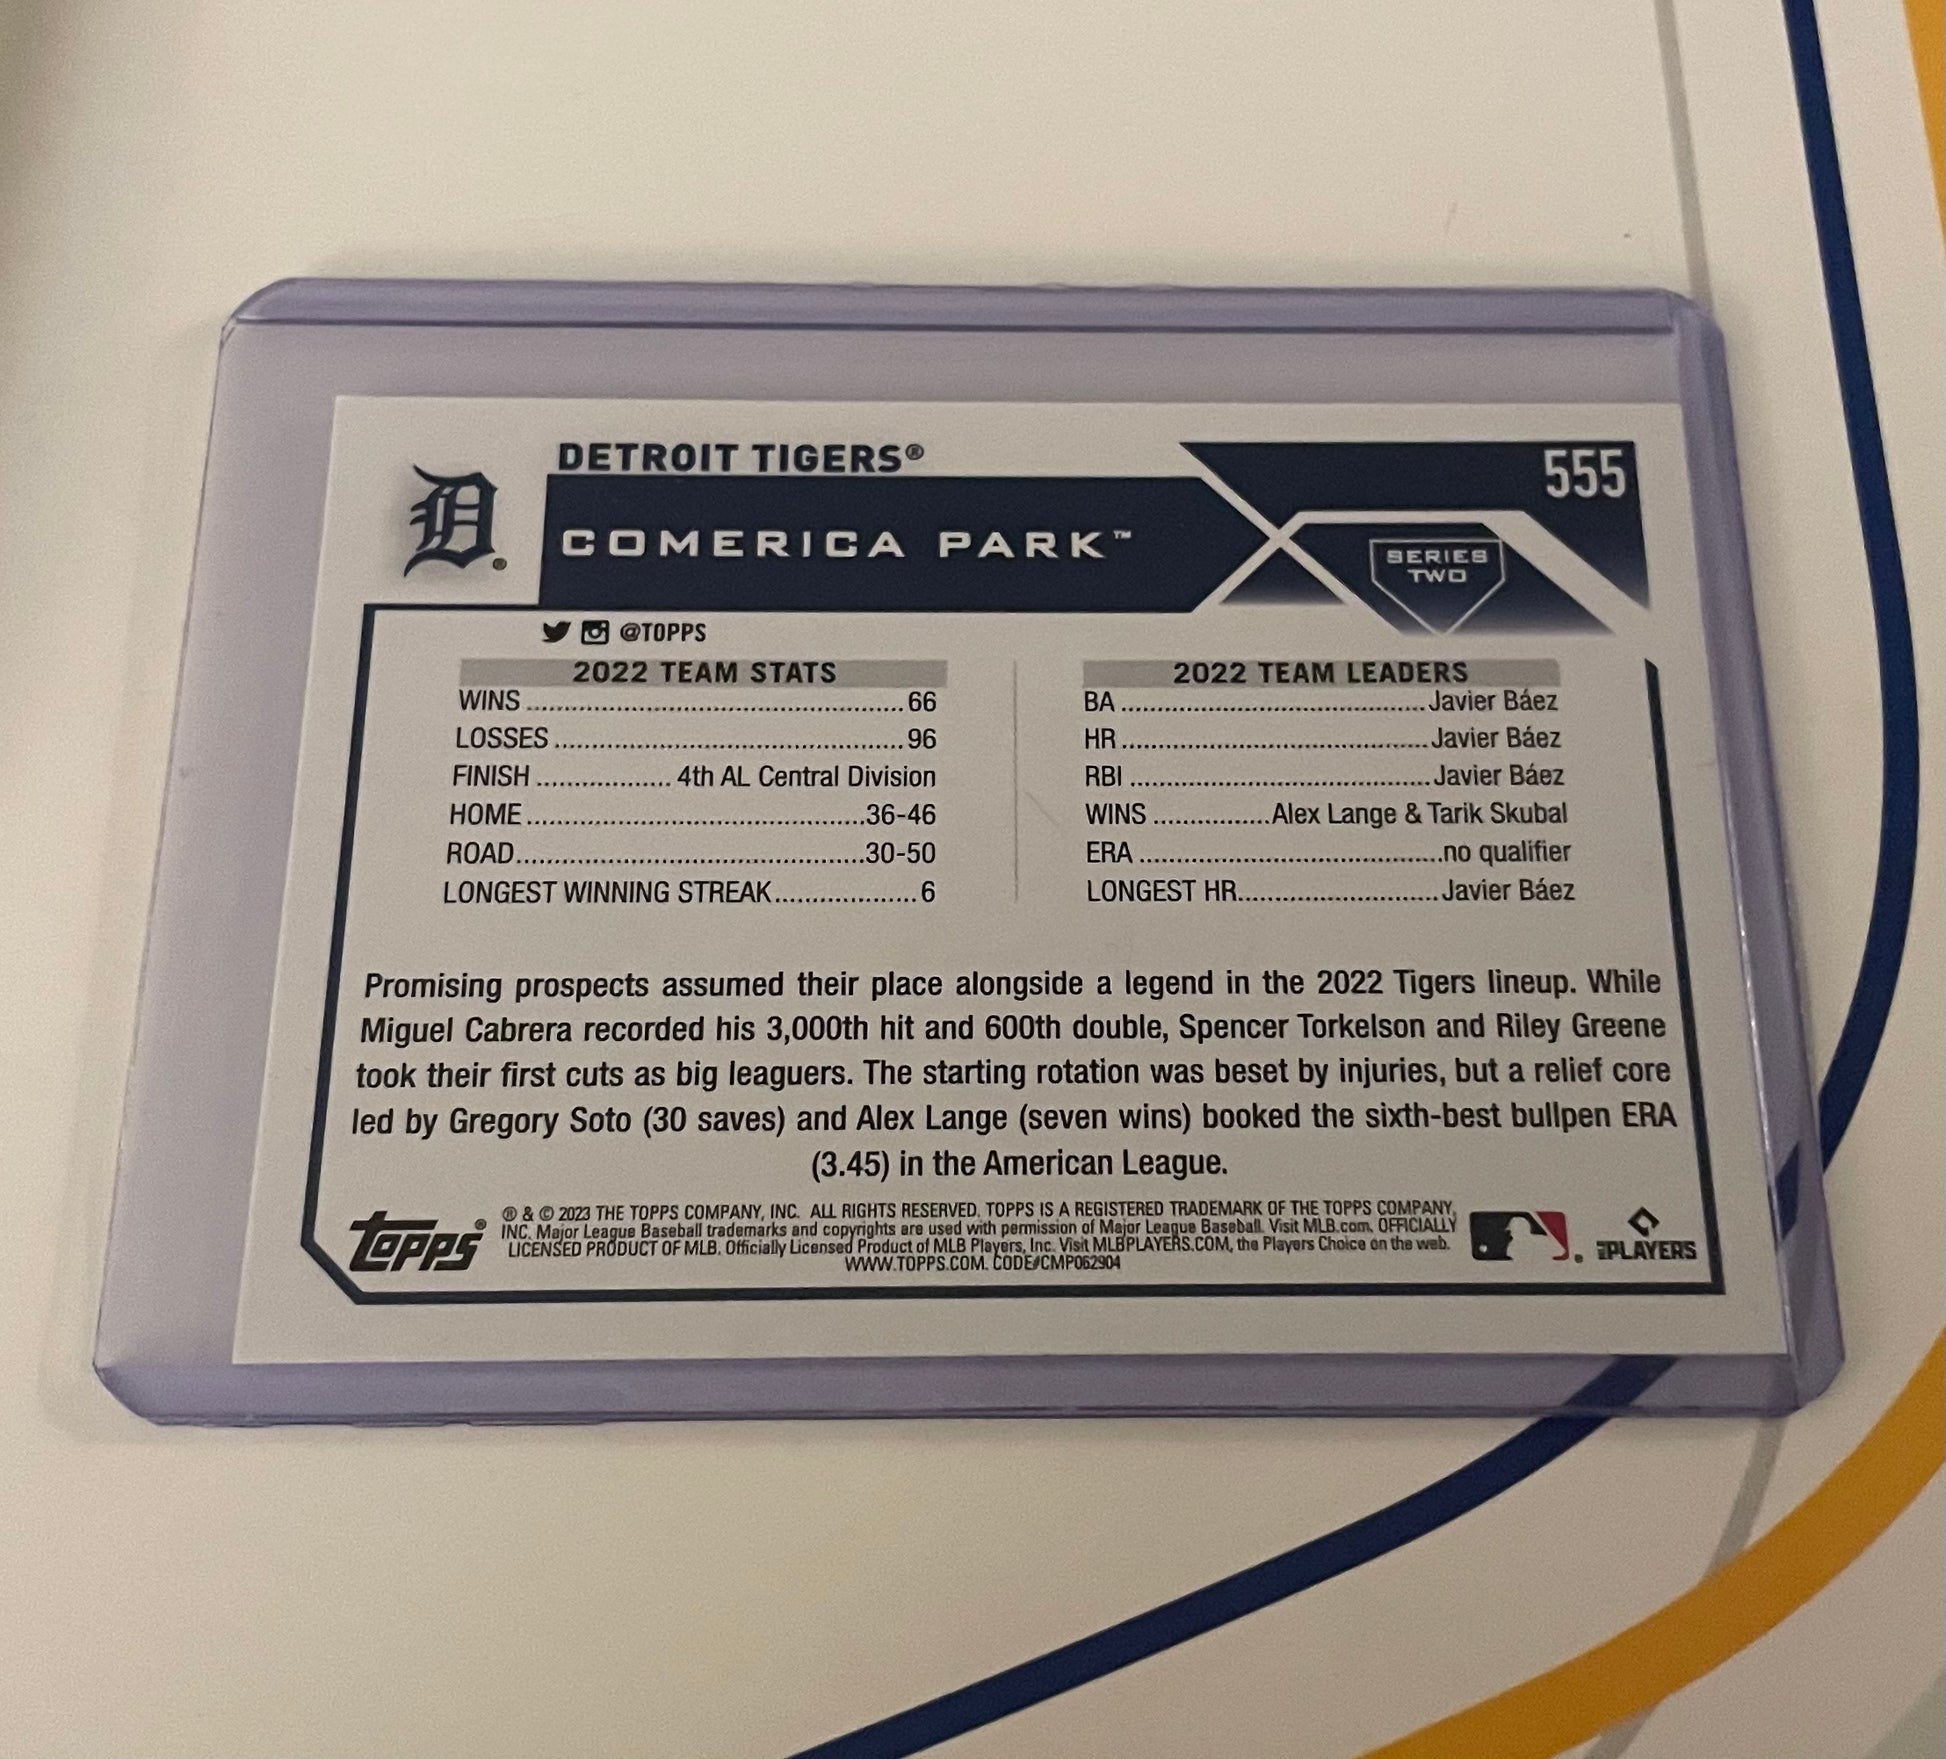 DETROIT TIGERS®
555
D®
COMERICA PARK™
SERIES
TWO
@TOPPS
2022 TEAM STATS
WINS................................................66
LOSSES.............................................96
FINISH................. 4th AL Central Division
HOME...........................................36-46
ROAD............................................30-50
LONGEST WINNING STREAK...................6
2022 TEAM LEADERS
BA.......................................Javier Báez
HR.......................................Javier Báez
RBI......................................Javier Báez
WINS...............Alex Lange & Tarik Skubal
ERA.......................................no qualifier
LONGEST HR..........................Javier Báez
Promising prospects assumed their place alongside a legend in the 2022 Tigers lineup. While
Miguel Cabrera recorded his 3,000th hit and 600th double, Spencer Torkelson and Riley Greene
took their first cuts as big leaguers. The starting rotation was beset by injuries, but a relief core
led by Gregory Soto (30 saves) and Alex Lange (seven wins) booked the sixth-best bullpen ERA
(3.45) in the American League.
Topps®
® & © 2023 THE TOPPS COMPANY, INC. ALL RIGHTS RESERVED. TOPPS IS A REGISTERED TRADEMARK OF THE TOPPS COMPANY,
INC. Major League Baseball trademarks and copyrights are used with permission of Major League Baseball. Visit MLB.com. OFFICIALLY
LICENSED PRODUCT OF MLB. Officially Licensed Product of MLB Players, Inc. Visit MLBPLAYERS.COM, the Players Choice on the web.
WWW.TOPPS.COM. CODE#CMP062904
PLAYERS